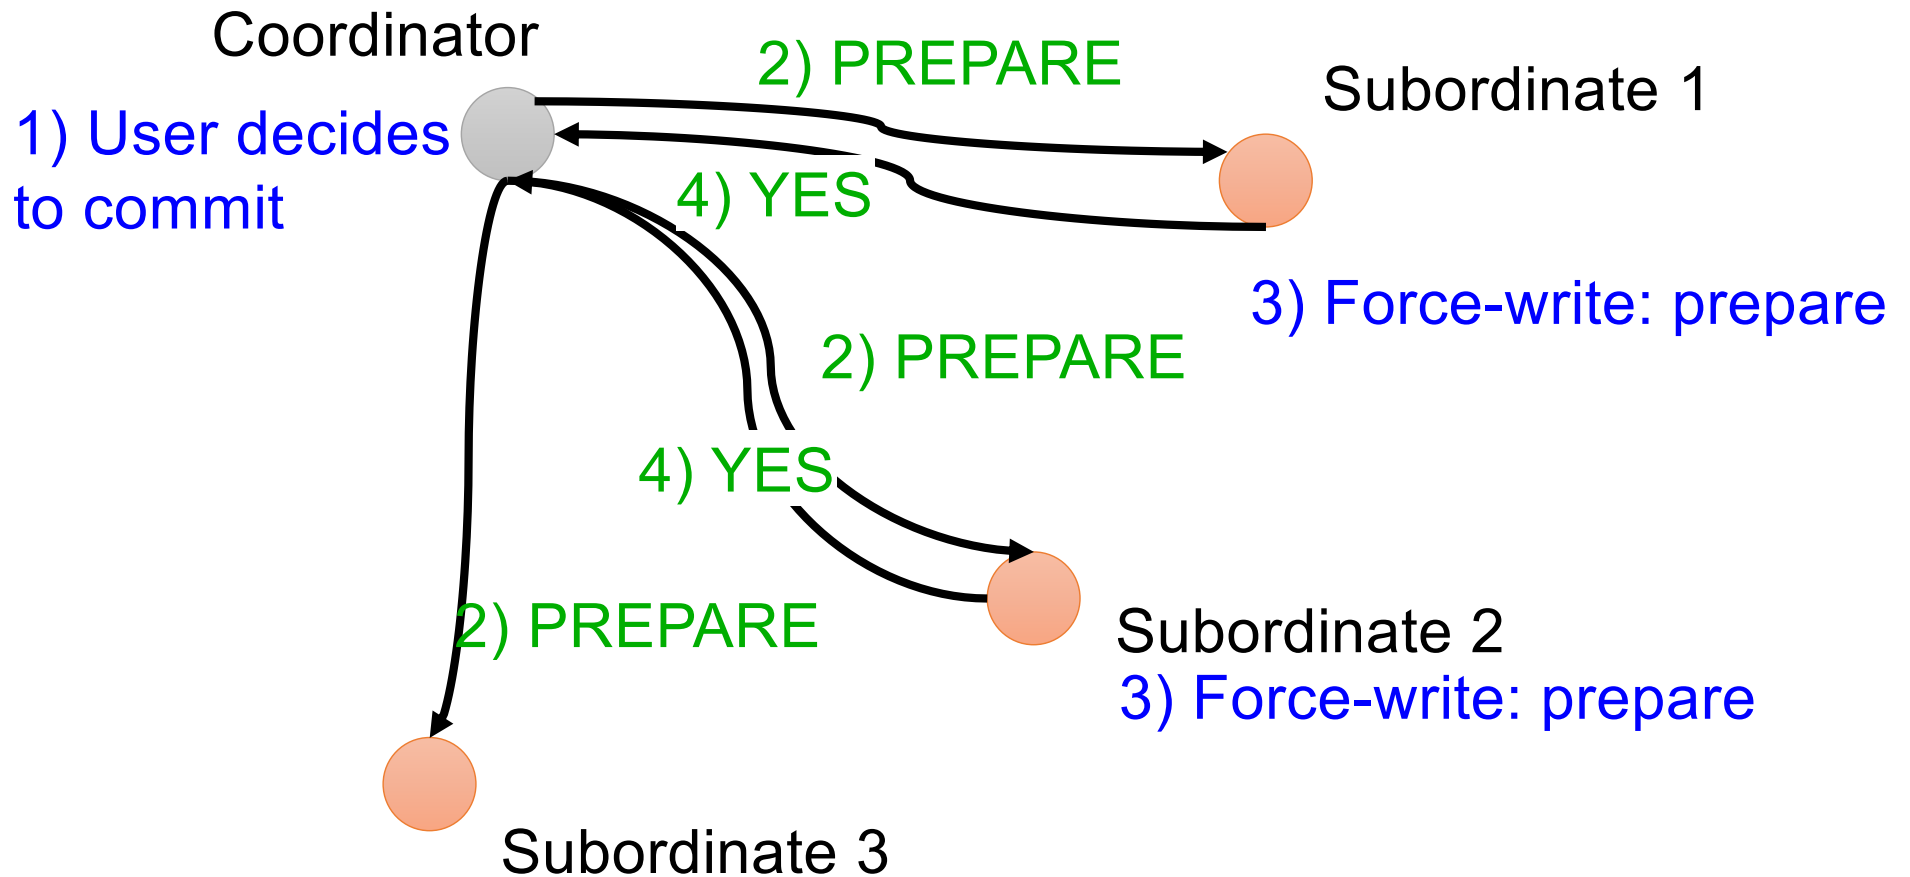 Coordinator
2) PREPARE
Subordinate 1
1) User decides
to commit
4) YES
3) Force-write: prepare
2) PREPARE
4) YES
2) PREPARE
Subordinate 2
3) Force-write: prepare
Subordinate 3